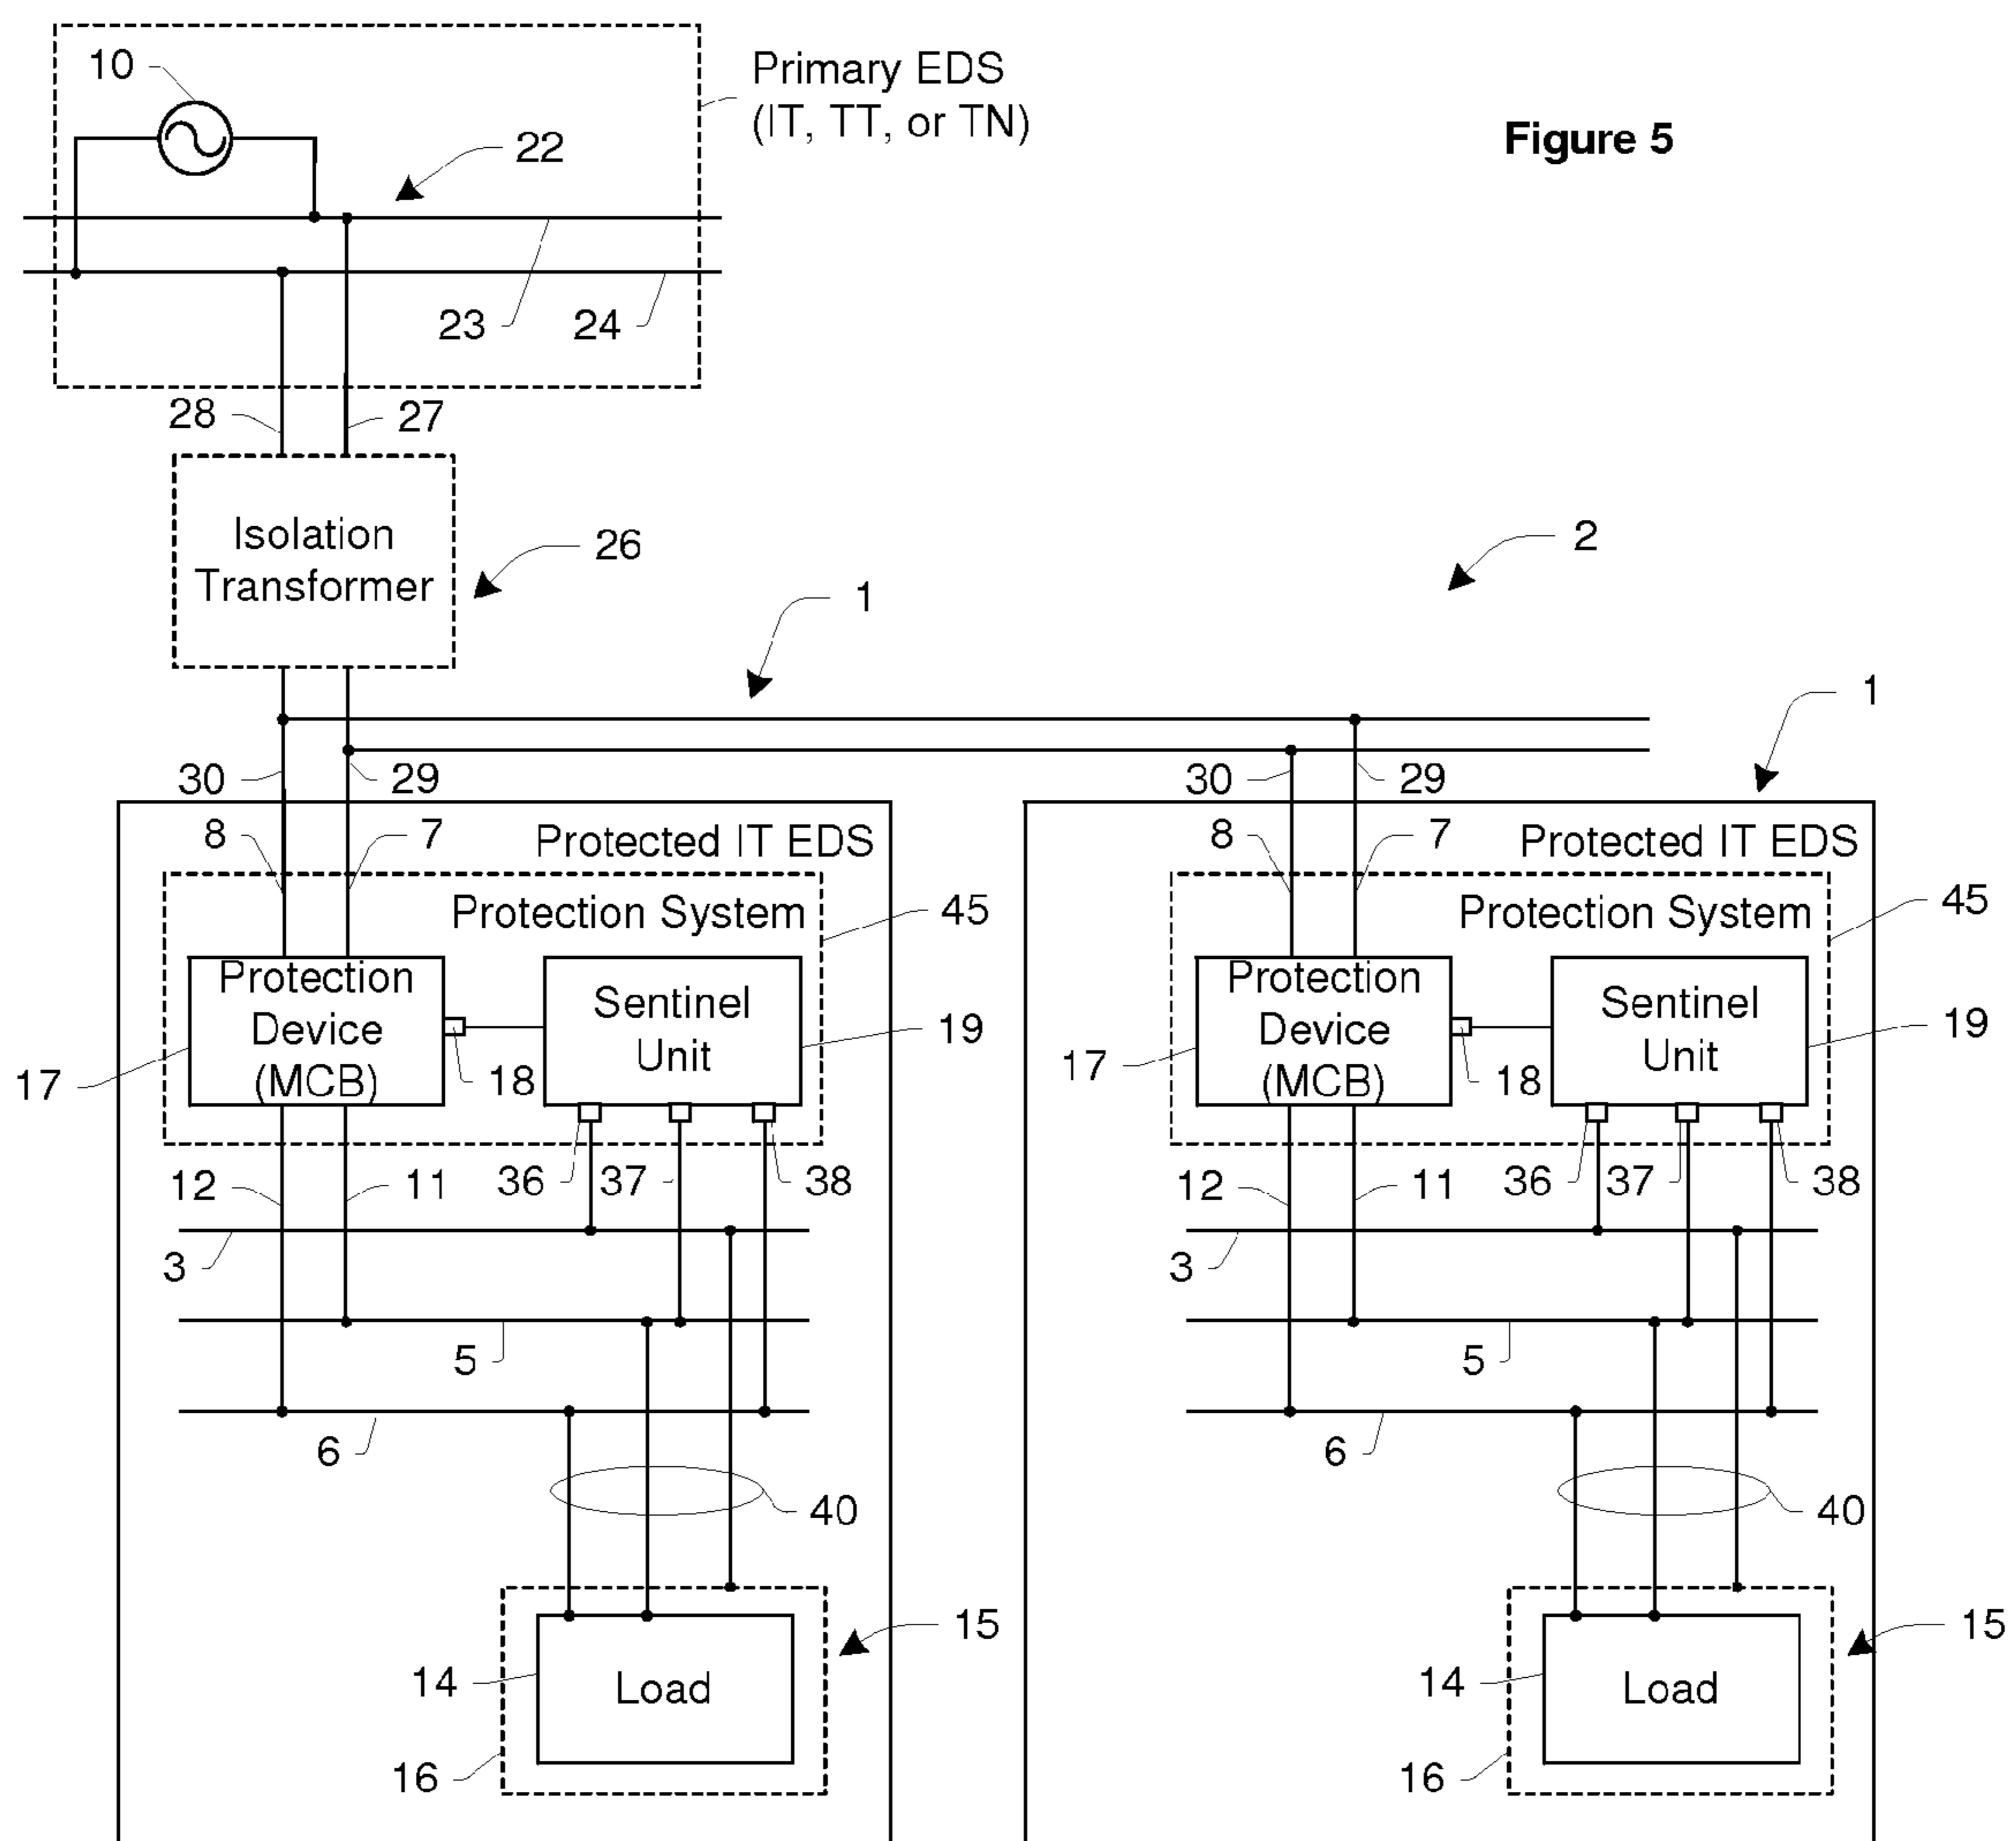 10
Primary EDS
(IT, TT, or TN)
Figure 5
22
23
24
28
27
Isolation
Transformer
26
2
1
1
30
29
30
29
8
7
Protected IT EDS
8
7
Protected IT EDS
Protection System
45
Protection System
45
Protection
Device
(MCB)
Sentinel
Unit
17
18
19
Protection
Device
(MCB)
Sentinel
Unit
17
18
19
12
11
36
37
38
12
11
36
37
38
3
3
5
5
6
6
40
40
15
15
14
Load
14
Load
16
16